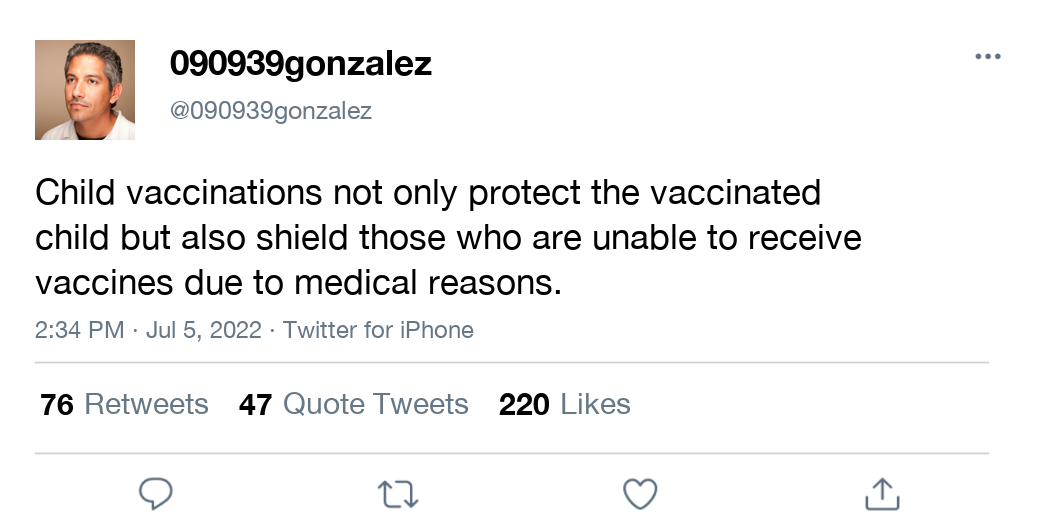 090939gonzalez
@090939gonzalez
Child vaccinations not only protect the vaccinated
child but also shield those who are unable to receive
vaccines due to medical reasons.
2:34 PM · Jul 5, 2022 · Twitter for iPhone
76 Retweets 47 Quote Tweets 220 Likes